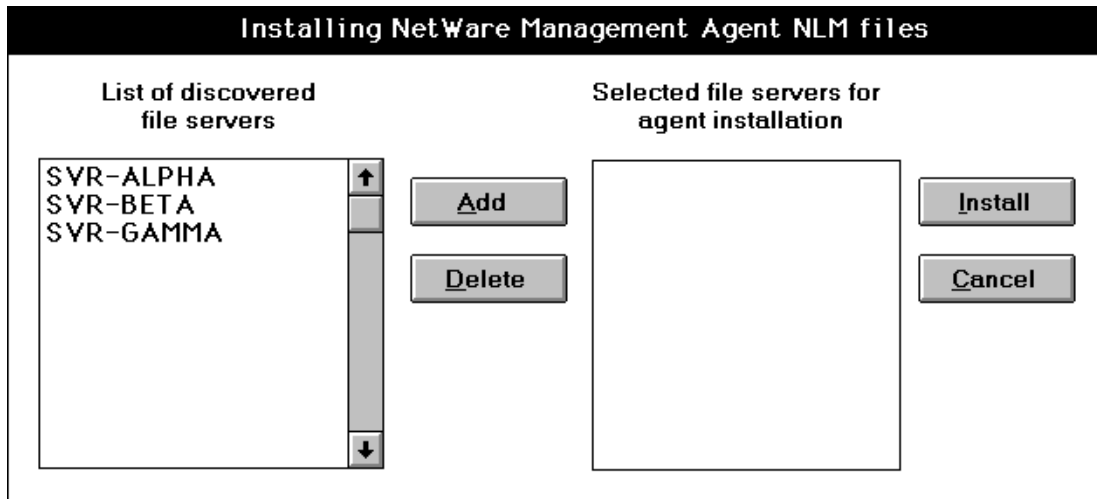 Installing NetWare Management Agent NLM files
List of discovered
file servers
Selected file servers for
agent installation
SVR-ALPHA
SVR-BETA
SVR-GAMMA
Add
Delete
Install
Cancel